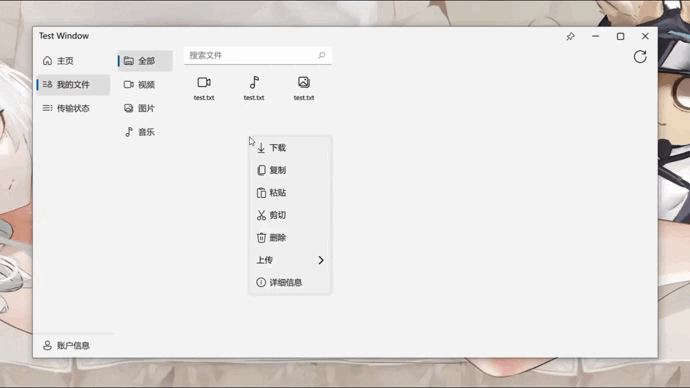 Test Window
主页
我的文件
传输状态
全部
视频
图片
音乐
搜索文件
test.txt
test.txt
test.txt
下载
复制
粘贴
剪切
删除
上传
详细信息
账户信息